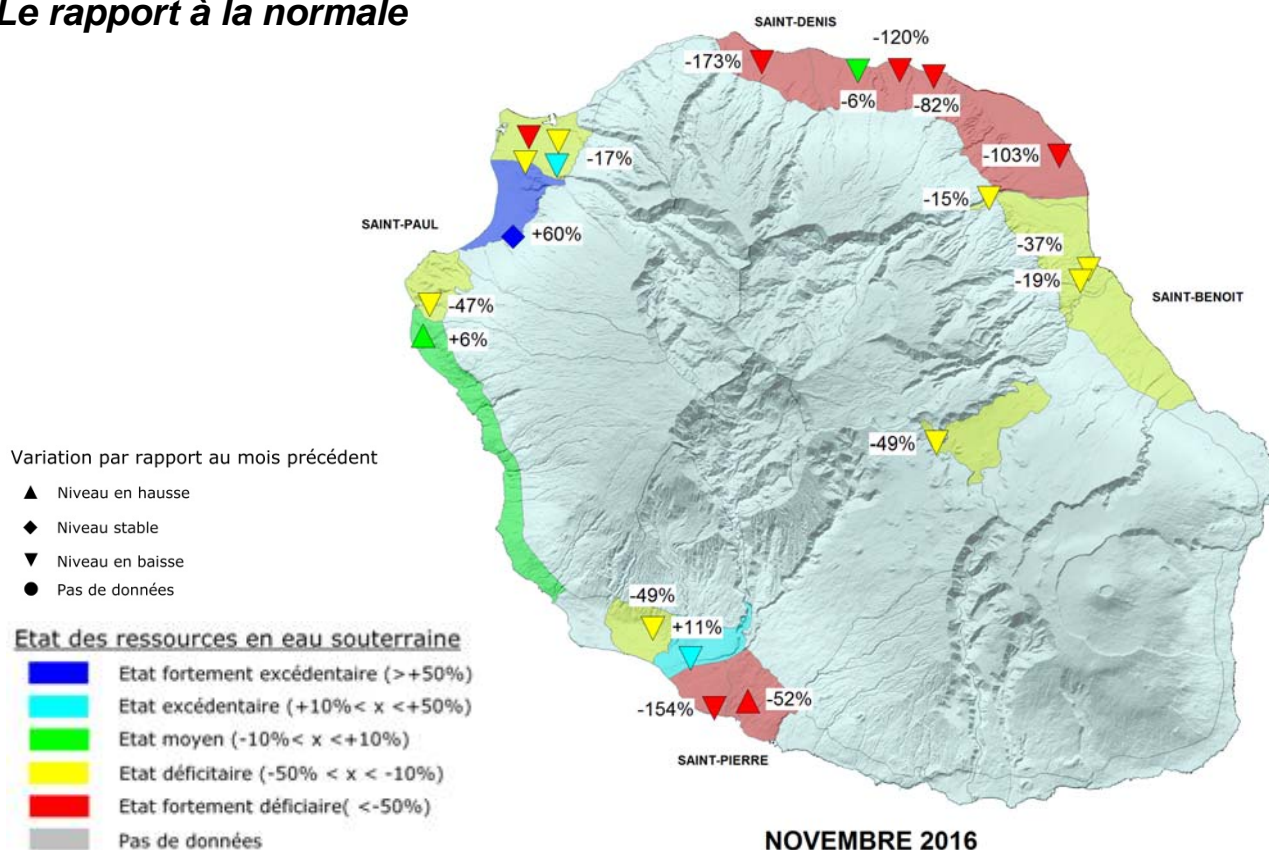 Le rapport à la normale
SAINT-DENIS
-120%
-173%
-6%
-82%
-103%
-17%
-15%
SAINT-PAUL
+60%
-37%
-19%
SAINT-BENOIT
-47%
+6%
-49%
Variation par rapport au mois précédent
Niveau en hausse
Niveau stable
Niveau en baisse
Pas de données
-49%
+11%
-52%
-154%
SAINT-PIERRE
Etat des ressources en eau souterraine
Etat fortement excédentaire (>+50%)
Etat excédentaire (+10%< x <+50%)
Etat moyen (-10%< x <+10%)
Etat déficitaire (-50% < x < -10%)
Etat fortement déficiaire( <-50%)
Pas de données
NOVEMBRE 2016